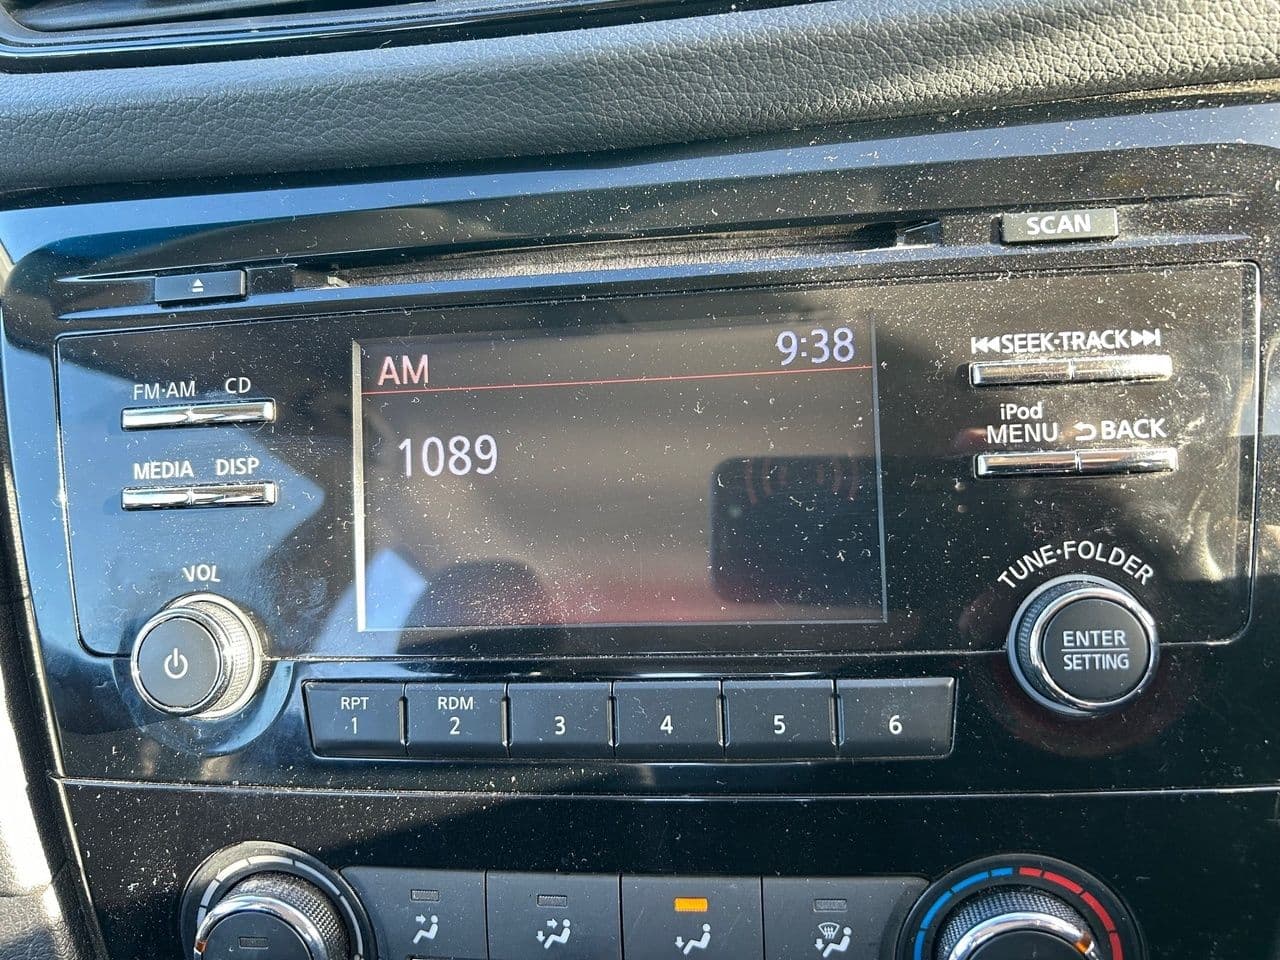 SCAN
AM 9:38
1089
FM·AM CD
MEDIA DISP
VOL
SEEK·TRACK
iPod
MENU BACK
TUNE·FOLDER
ENTER
SETTING
RPT RDM
1 2 3 4 5 6